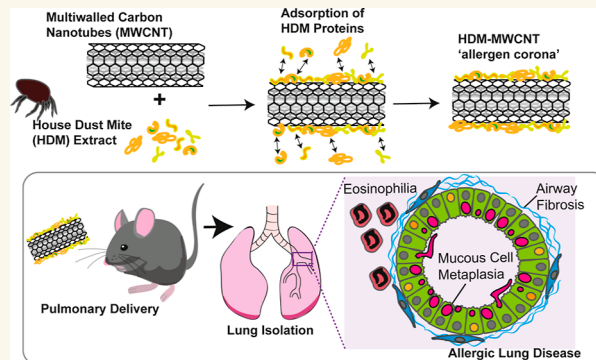 Multiwalled Carbon
Nanotubes (MWCNT)
+
House Dust Mite
(HDM) Extract
Adsorption of
HDM Proteins
HDM-MWCNT
‘allergen corona’
Pulmonary Delivery
Lung Isolation
Eosinophilia
Airway
Fibrosis
Mucous Cell
Metaplasia
Allergic Lung Disease